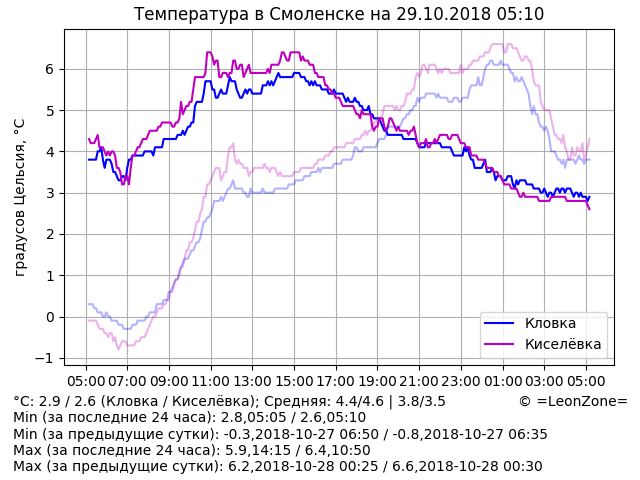 Температура в Смоленске на 29.10.2018 05:10
градусов Цельсия, °C
6
5
4
3
2
1
0
−1
Кловка
Киселёвка
05:00 07:00 09:00 11:00 13:00 15:00 17:00 19:00 21:00 23:00 01:00 03:00 05:00
°C: 2.9 / 2.6 (Кловка / Киселёвка); Средняя: 4.4/4.6 | 3.8/3.5 © =LeonZone=
Min (за последние 24 часа): 2.8,05:05 / 2.6,05:10
Min (за предыдущие сутки): -0.3,2018-10-27 06:50 / -0.8,2018-10-27 06:35
Max (за последние 24 часа): 5.9,14:15 / 6.4,10:50
Max (за предыдущие сутки): 6.2,2018-10-28 00:25 / 6.6,2018-10-28 00:30